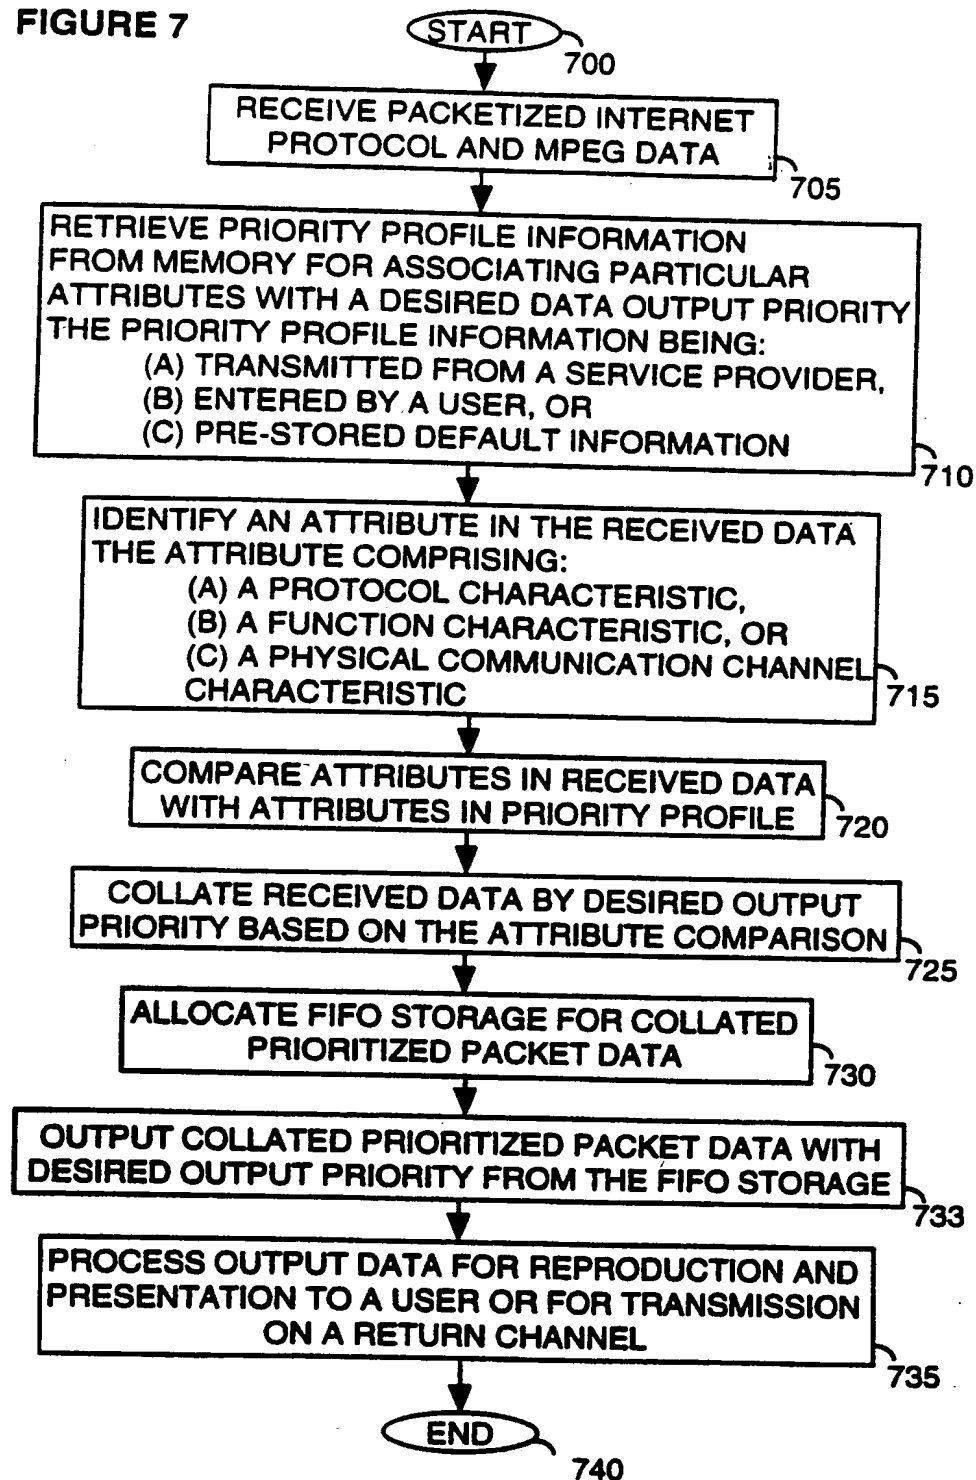 FIGURE 7
START
700
RECEIVE PACKETIZED INTERNET
PROTOCOL AND MPEG DATA
705
RETRIEVE PRIORITY PROFILE INFORMATION
FROM MEMORY FOR ASSOCIATING PARTICULAR
ATTRIBUTES WITH A DESIRED DATA OUTPUT PRIORITY
THE PRIORITY PROFILE INFORMATION BEING:
(A) TRANSMITTED FROM A SERVICE PROVIDER,
(B) ENTERED BY A USER, OR
(C) PRE-STORED DEFAULT INFORMATION
710
IDENTIFY AN ATTRIBUTE IN THE RECEIVED DATA
THE ATTRIBUTE COMPRISING:
(A) A PROTOCOL CHARACTERISTIC,
(B) A FUNCTION CHARACTERISTIC, OR
(C) A PHYSICAL COMMUNICATION CHANNEL
CHARACTERISTIC
715
COMPARE ATTRIBUTES IN RECEIVED DATA
WITH ATTRIBUTES IN PRIORITY PROFILE
720
COLLATE RECEIVED DATA BY DESIRED OUTPUT
PRIORITY BASED ON THE ATTRIBUTE COMPARISON
725
ALLOCATE FIFO STORAGE FOR COLLATED
PRIORITIZED PACKET DATA
730
OUTPUT COLLATED PRIORITIZED PACKET DATA WITH
DESIRED OUTPUT PRIORITY FROM THE FIFO STORAGE
733
PROCESS OUTPUT DATA FOR REPRODUCTION AND
PRESENTATION TO A USER OR FOR TRANSMISSION
ON A RETURN CHANNEL
735
END
740